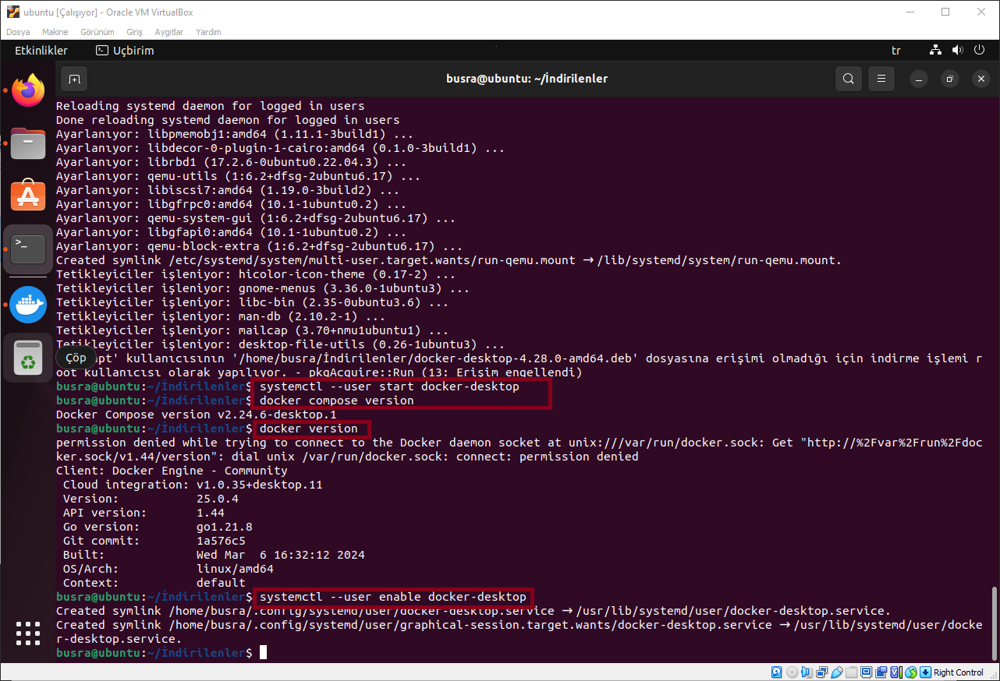 ubuntu [Çalışıyor] - Oracle VM VirtualBox
Dosya Makine Görünüm Giriş Aygıtlar Yardım
Etkinlikler Uçbirim tr
busra@ubuntu: ~/İndirilenler
Reloading systemd daemon for logged in users
Done reloading systemd daemon for logged in users
Ayarlanıyor: libpmemobj1:amd64 (1.11.1-3build1) ...
Ayarlanıyor: libdecor-0-plugin-1-cairo:amd64 (0.1.0-3build1) ...
Ayarlanıyor: librbd1 (17.2.6-0ubuntu0.22.04.3) ...
Ayarlanıyor: qemu-utils (1:6.2+dfsg-2ubuntu6.17) ...
Ayarlanıyor: libiscsi7:amd64 (1.19.0-3build2) ...
Ayarlanıyor: libgfrpc0:amd64 (10.1-1ubuntu0.2) ...
Ayarlanıyor: qemu-system-gui (1:6.2+dfsg-2ubuntu6.17) ...
Ayarlanıyor: libgfapi0:amd64 (10.1-1ubuntu0.2) ...
Ayarlanıyor: qemu-block-extra (1:6.2+dfsg-2ubuntu6.17) ...
Created symlink /etc/systemd/system/multi-user.target.wants/run-qemu.mount → /lib/systemd/system/run-qemu.mount.
Tetikleyiciler işleniyor: hicolor-icon-theme (0.17-2) ...
Tetikleyiciler işleniyor: gnome-menus (3.36.0-1ubuntu3) ...
Tetikleyiciler işleniyor: libc-bin (2.35-0ubuntu3.6) ...
Tetikleyiciler işleniyor: man-db (2.10.2-1) ...
Tetikleyiciler işleniyor: mailcap (3.70+nmu1ubuntu1) ...
Tetikleyiciler işleniyor: desktop-file-utils (0.26-1ubuntu3) ...
Çöp
pt' kullanıcısının '/home/busra/İndirilenler/docker-desktop-4.28.0-amd64.deb' dosyasına erişimi olmadığı için indirme işlemi r
oot kullanıcısı olarak yapılıyor. - pkgAcquire::Run (13: Erişim engellendi)
busra@ubuntu:~/İndirilenler$ systemctl --user start docker-desktop
busra@ubuntu:~/İndirilenler$ docker compose version
Docker Compose version v2.24.6-desktop.1
busra@ubuntu:~/İndirilenler$ docker version
permission denied while trying to connect to the Docker daemon socket at unix:///var/run/docker.sock: Get "http://%2Fvar%2Frun%2Fdoc
ker.sock/v1.44/version": dial unix /var/run/docker.sock: connect: permission denied
Client: Docker Engine - Community
Cloud integration: v1.0.35+desktop.11
Version: 25.0.4
API version: 1.44
Go version: go1.21.8
Git commit: 1a576c5
Built: Wed Mar 6 16:32:12 2024
OS/Arch: linux/amd64
Context: default
busra@ubuntu:~/İndirilenler$ systemctl --user enable docker-desktop
Created symlink /home/busra/.config/systemd/user/docker-desktop.service → /usr/lib/systemd/user/docker-desktop.service.
Created symlink /home/busra/.config/systemd/user/graphical-session.target.wants/docker-desktop.service → /usr/lib/systemd/user/docke
r-desktop.service.
busra@ubuntu:~/İndirilenler$
Right Control